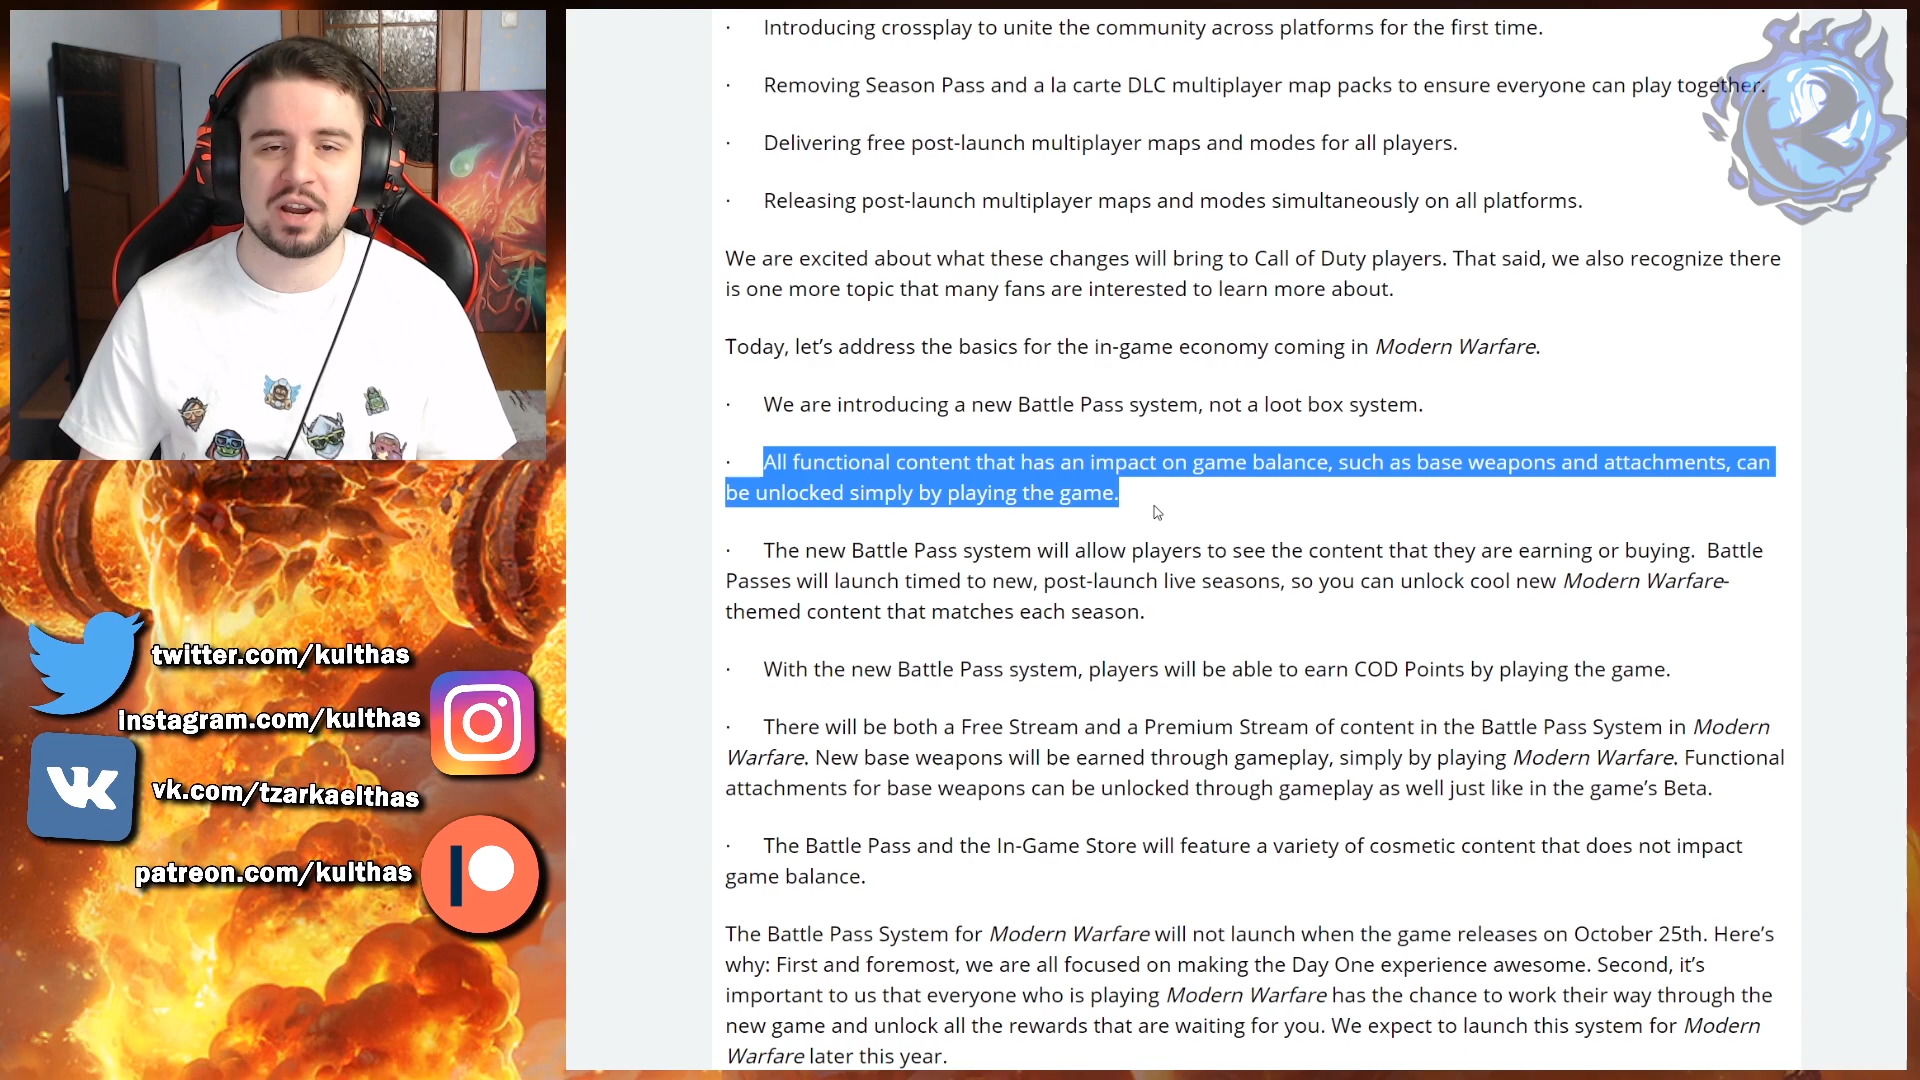 · Introducing crossplay to unite the community across platforms for the first time.
· Removing Season Pass and a la carte DLC multiplayer map packs to ensure everyone can play together.
· Delivering free post-launch multiplayer maps and modes for all players.
· Releasing post-launch multiplayer maps and modes simultaneously on all platforms.
We are excited about what these changes will bring to Call of Duty players. That said, we also recognize there
is one more topic that many fans are interested to learn more about.
Today, let’s address the basics for the in-game economy coming in Modern Warfare.
· We are introducing a new Battle Pass system, not a loot box system.
· All functional content that has an impact on game balance, such as base weapons and attachments, can
be unlocked simply by playing the game.
· The new Battle Pass system will allow players to see the content that they are earning or buying.  Battle
Passes will launch timed to new, post-launch live seasons, so you can unlock cool new Modern Warfare-
themed content that matches each season.
· With the new Battle Pass system, players will be able to earn COD Points by playing the game.
· There will be both a Free Stream and a Premium Stream of content in the Battle Pass System in Modern
Warfare. New base weapons will be earned through gameplay, simply by playing Modern Warfare. Functional
attachments for base weapons can be unlocked through gameplay as well just like in the game’s Beta.
· The Battle Pass and the In-Game Store will feature a variety of cosmetic content that does not impact
game balance.
The Battle Pass System for Modern Warfare will not launch when the game releases on October 25th. Here’s
why: First and foremost, we are all focused on making the Day One experience awesome. Second, it’s
important to us that everyone who is playing Modern Warfare has the chance to work their way through the
new game and unlock all the rewards that are waiting for you. We expect to launch this system for Modern
Warfare later this year.
twitter.com/kulthas
instagram.com/kulthas
vk.com/tzarkaelthas
patreon.com/kulthas